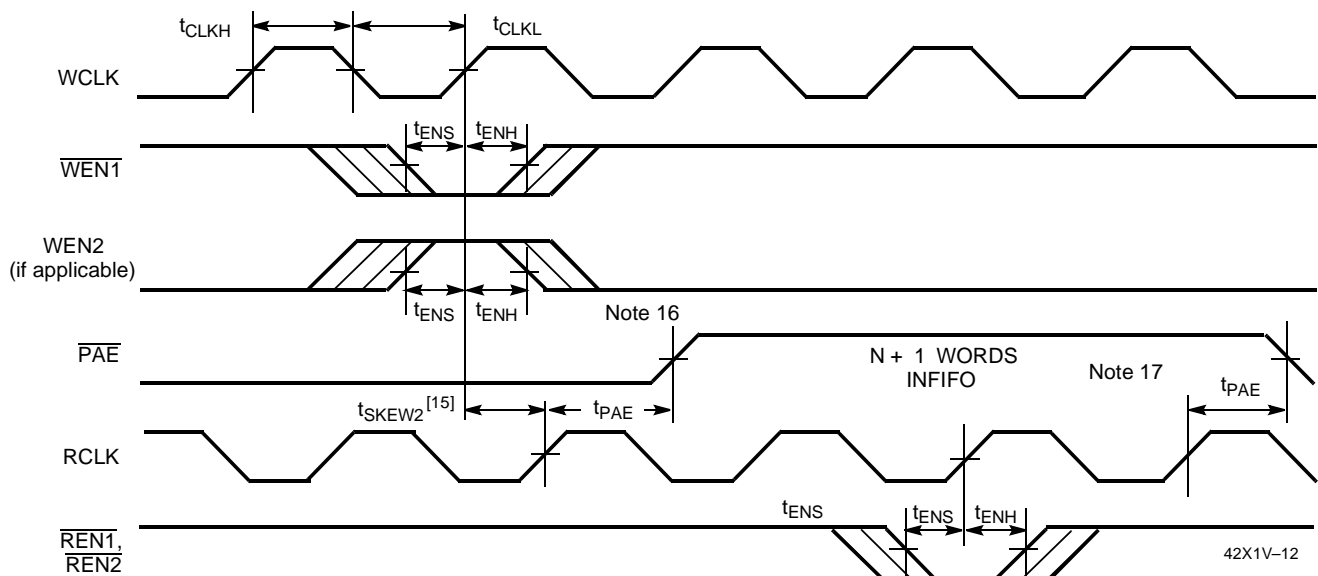 tCLKH
tCLKL
WCLK
tENS
tENH
WEN1
WEN2
(if applicable)
tENS
tENH
Note 16
PAE
N + 1 WORDS
INFIFO
Note 17
tPAE
tSKEW2 [15]
tPAE
RCLK
tENS
tENS
tENH
REN1,
REN2
42X1V–12